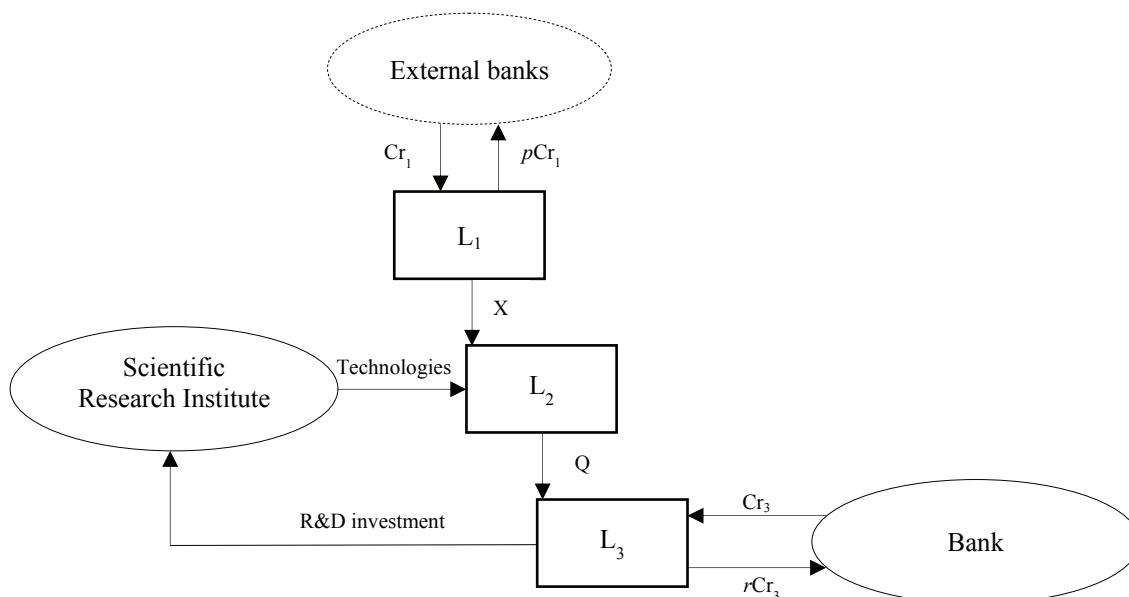 External banks
Cr₁
pCr₁
L₁
X
Scientific
Research Institute
Technologies
L₂
Q
R&D investment
L₃
Cr₃
rCr₃
Bank